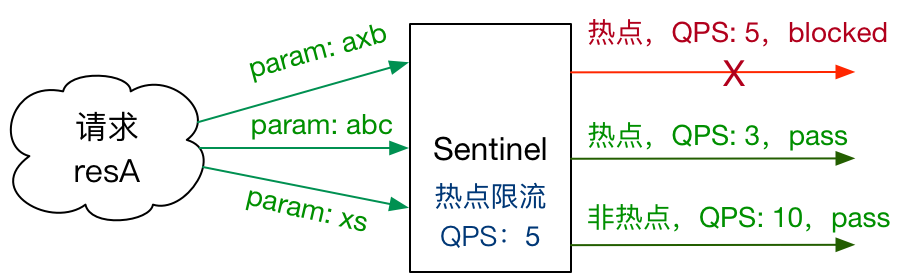 请求
resA
param: axb
param: abc
param: xs
Sentinel
热点限流
QPS：5
热点，QPS: 5，blocked
X
热点，QPS: 3，pass
非热点，QPS: 10，pass